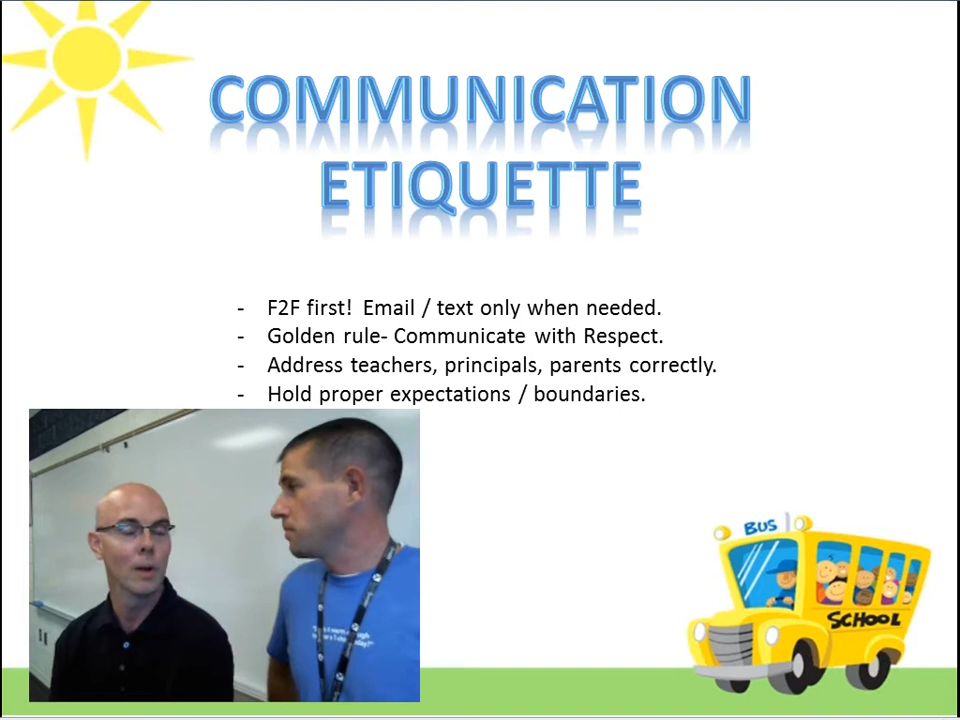 COMMUNICATION
ETIQUETTE
- F2F first! Email / text only when needed.
- Golden rule- Communicate with Respect.
- Address teachers, principals, parents correctly.
- Hold proper expectations / boundaries.
BUS
SCHOOL